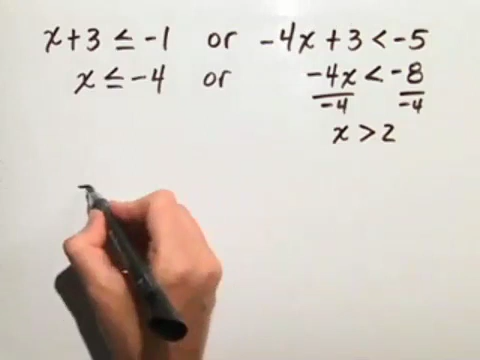 x+3 ≤ -1 or -4x+3 < -5
x ≤ -4 or -4x < -8
-4 -4
x > 2